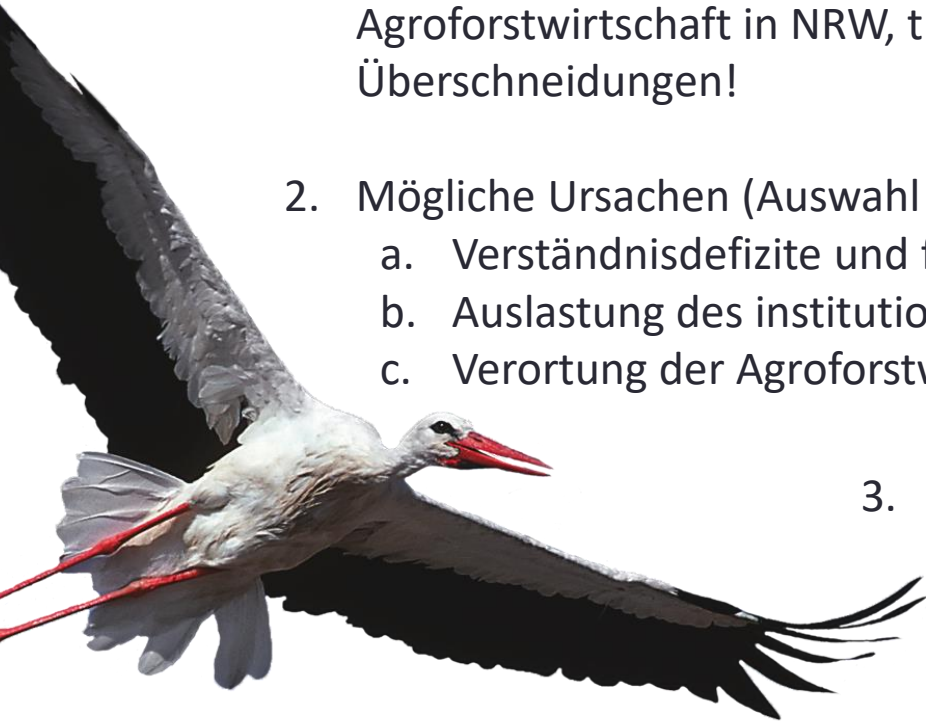 Agroforstwirtschaft in NRW, t
Überschneidungen!
2. Mögliche Ursachen (Auswahl
a. Verständnisdefizite und f
b. Auslastung des institutio
c. Verortung der Agroforstw
3.